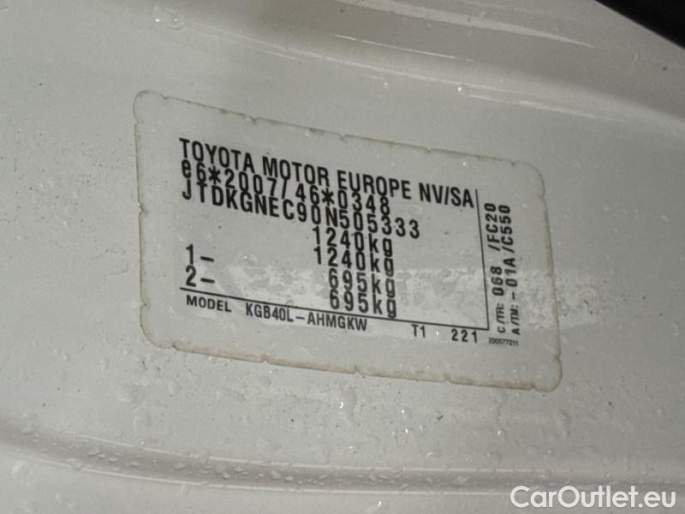 TOYOTA MOTOR EUROPE NV/SA
e6*2007/46*0348
JTDKGNEC90N505333
1240kg
1- 1240kg
2- 695kg
695kg
MODEL KGB40L-AHMGKW T1 221
C/TR: 068 /FC20
A/TM: -01A/C550
CarOutlet.eu